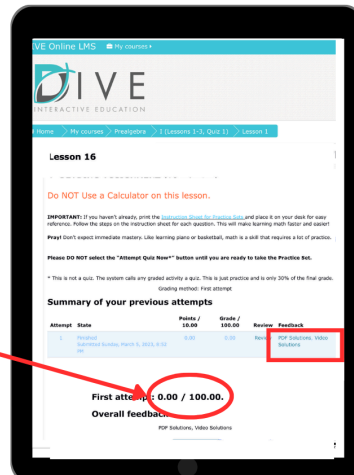 VE Online LMS My courses
DIVE
INTERACTIVE EDUCATION
Home My courses Prealgebra I (Lessons 1-3, Quiz 1) Lesson 1
Lesson 16
Do NOT Use a Calculator on this lesson.
IMPORTANT: If you haven't already, print the Instruction Sheet for Practice Sets and place it on your desk for easy
reference. Follow the steps on the instruction sheet for each question. This will make learning math faster and easier!
Pray! Don't expect immediate mastery. Like learning piano or basketball, math is a skill that requires a lot of practice.
Please DO NOT select the "Attempt Quiz Now*" button until you are ready to take the Practice Set.
* This is not a quiz. The system calls any graded activity a quiz. This is just practice and is only 30% of the final grade.
Grading method: First attempt
Summary of your previous attempts
Attempt State Points / 10.00 Grade / 100.00 Review Feedback
1 Finished 0.00 0.00 Review PDF Solutions, Video
Submitted Sunday, March 5, 2023, 8:52 Solutions
PM
First attempt: 0.00 / 100.00.
Overall feedback
PDF Solutions, Video Solutions